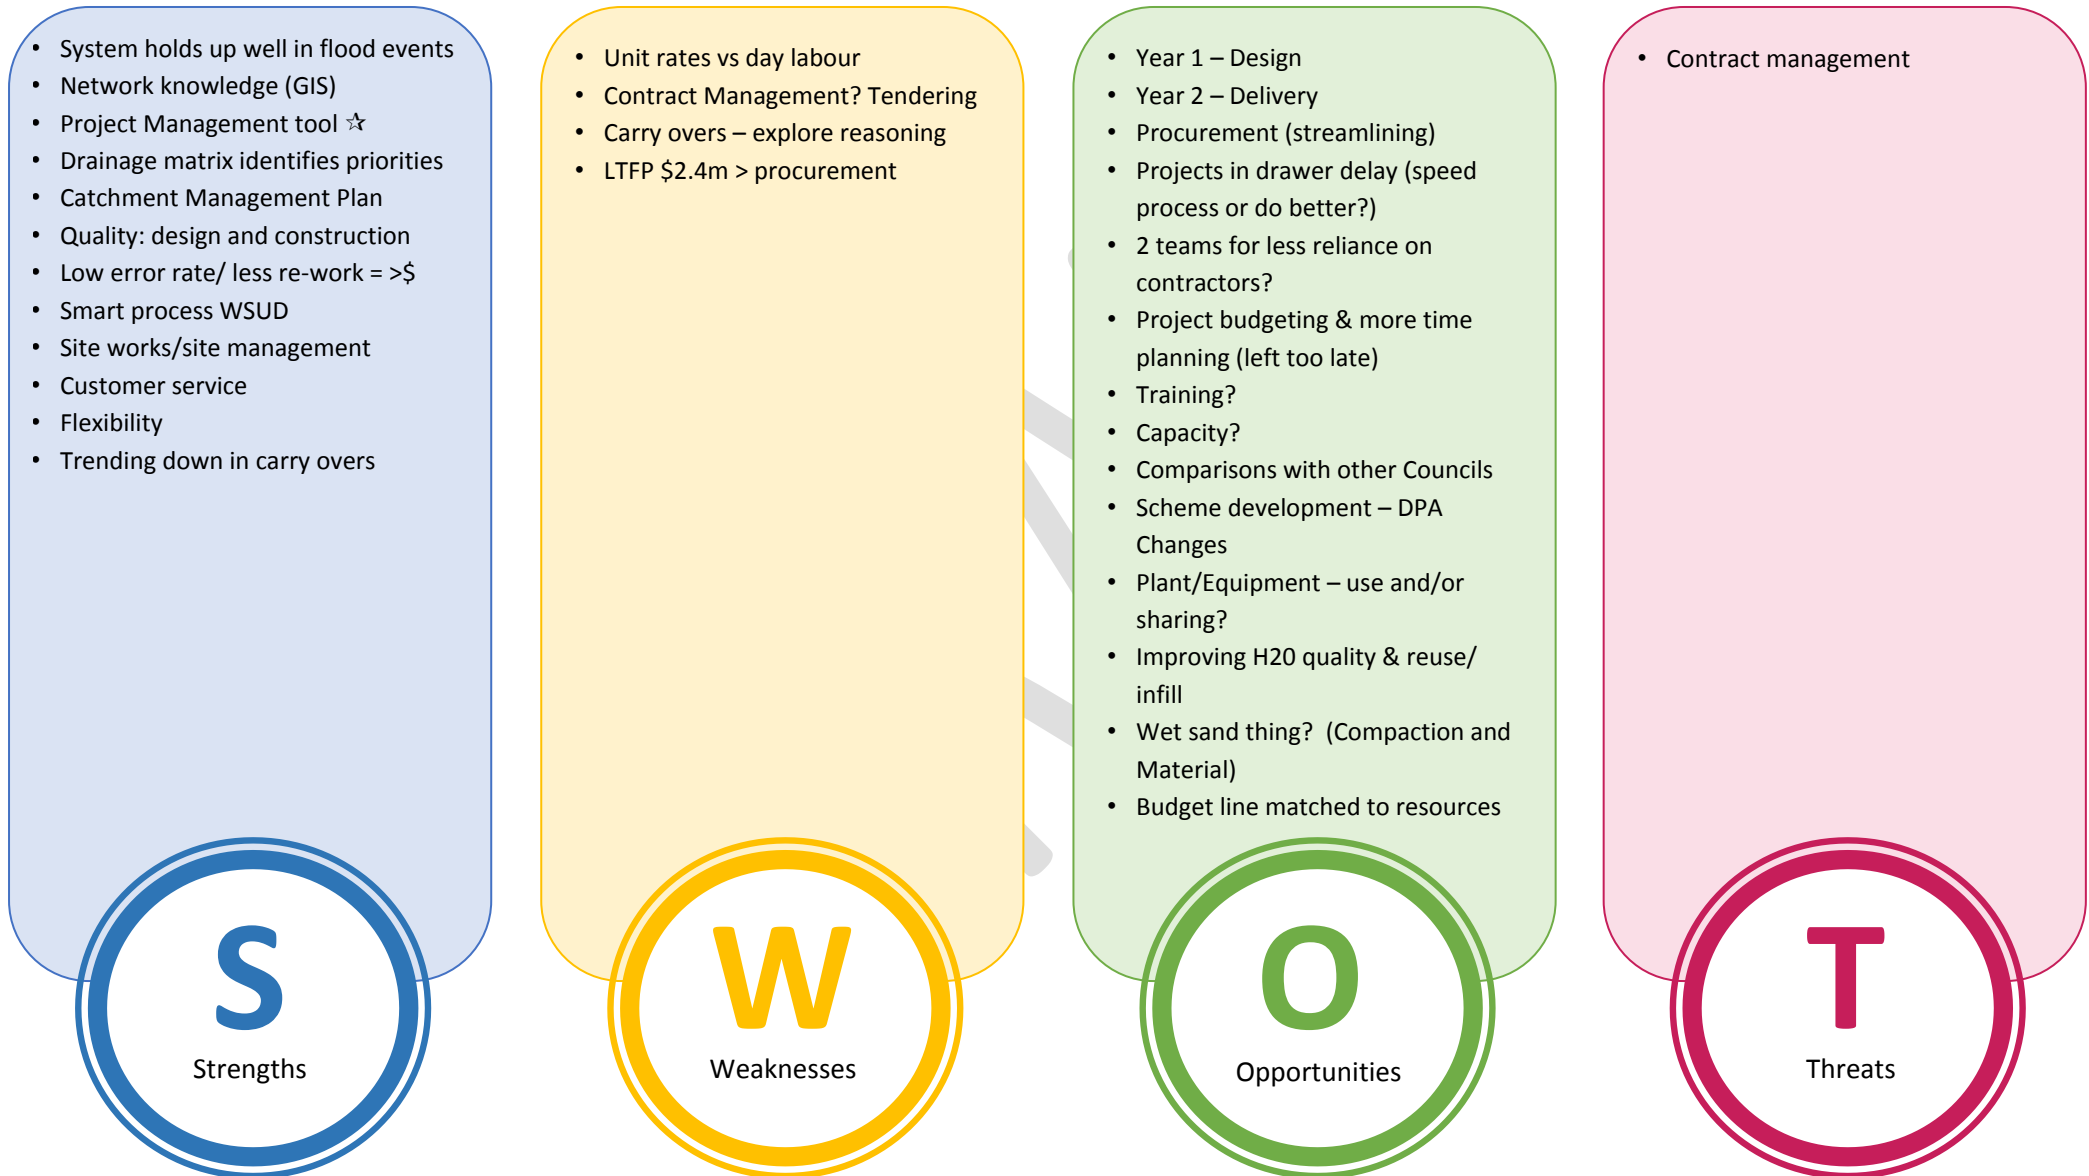 • System holds up well in flood events
• Network knowledge (GIS)
• Project Management tool ☆
• Drainage matrix identifies priorities
• Catchment Management Plan
• Quality: design and construction
• Low error rate/ less re-work = >$
• Smart process WSUD
• Site works/site management
• Customer service
• Flexibility
• Trending down in carry overs
S
Strengths
• Unit rates vs day labour
• Contract Management? Tendering
• Carry overs – explore reasoning
• LTFP $2.4m > procurement
W
Weaknesses
• Year 1 – Design
• Year 2 – Delivery
• Procurement (streamlining)
• Projects in drawer delay (speed
process or do better?)
• 2 teams for less reliance on
contractors?
• Project budgeting & more time
planning (left too late)
• Training?
• Capacity?
• Comparisons with other Councils
• Scheme development – DPA
Changes
• Plant/Equipment – use and/or
sharing?
• Improving H20 quality & reuse/
infill
• Wet sand thing?  (Compaction and
Material)
• Budget line matched to resources
O
Opportunities
• Contract management
T
Threats